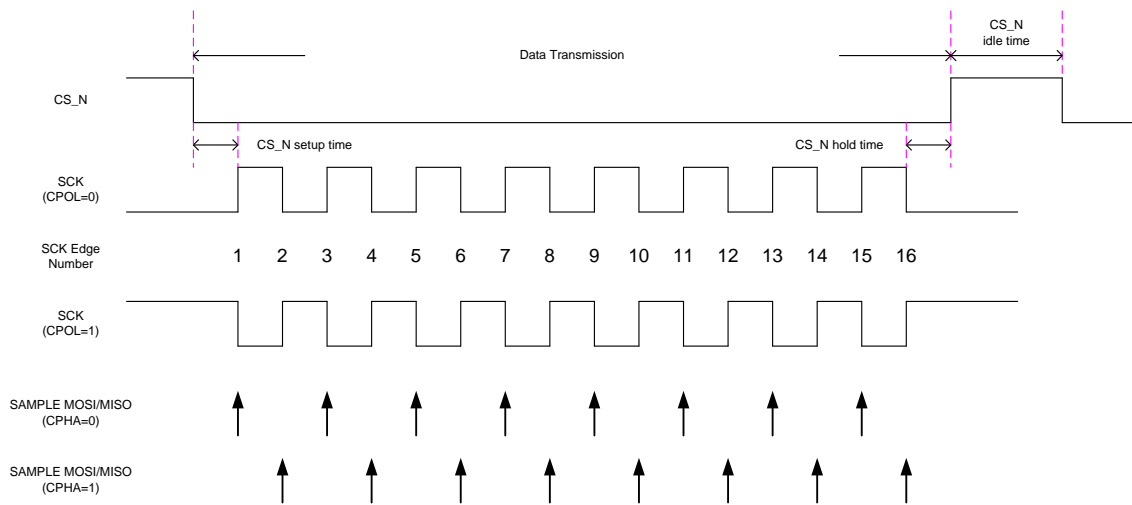 CS_N
idle time
Data Transmission
CS_N
CS_N setup time
CS_N hold time
SCK
(CPOL=0)
SCK Edge
Number
1 2 3 4 5 6 7 8 9 10 11 12 13 14 15 16
SCK
(CPOL=1)
SAMPLE MOSI/MISO
(CPHA=0)
SAMPLE MOSI/MISO
(CPHA=1)